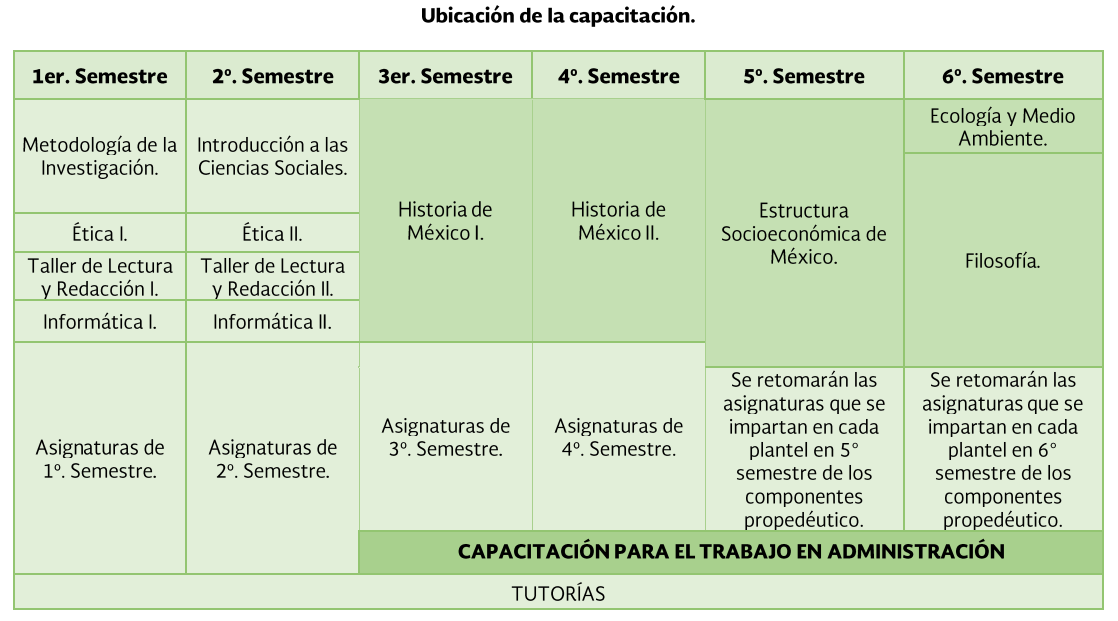 Ubicación de la capacitación.
1er. Semestre
2º. Semestre
3er. Semestre
4º. Semestre
5º. Semestre
6º. Semestre
Metodología de la
Investigación.
Introducción a las
Ciencias Sociales.
Historia de
México I.
Historia de
México II.
Estructura
Socioeconómica de
México.
Ecología y Medio
Ambiente.
Filosofía.
Ética I.
Ética II.
Taller de Lectura
y Redacción I.
Taller de Lectura
y Redacción II.
Informática I.
Informática II.
Asignaturas de
1º. Semestre.
Asignaturas de
2º. Semestre.
Asignaturas de
3º. Semestre.
Asignaturas de
4º. Semestre.
Se retomarán las
asignaturas que se
impartan en cada
plantel en 5°
semestre de los
componentes
propedéutico.
Se retomarán las
asignaturas que se
impartan en cada
plantel en 6°
semestre de los
componentes
propedéutico.
CAPACITACIÓN PARA EL TRABAJO EN ADMINISTRACIÓN
TUTORÍAS